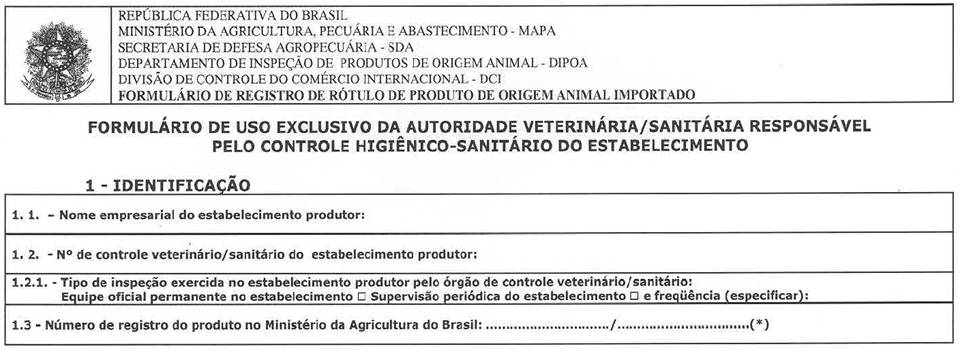 REPÚBLICA FEDERATIVA DO BRASIL
MINISTÉRIO DA AGRICULTURA, PECUÁRIA E ABASTECIMENTO - MAPA
SECRETARIA DE DEFESA AGROPECUÁRIA - SDA
DEPARTAMENTO DE INSPEÇÃO DE PRODUTOS DE ORIGEM ANIMAL - DIPOA
DIVISÃO DE CONTROLE DO COMÉRCIO INTERNACIONAL - DCI
FORMULÁRIO DE REGISTRO DE RÓTULO DE PRODUTO DE ORIGEM ANIMAL IMPORTADO
FORMULÁRIO DE USO EXCLUSIVO DA AUTORIDADE VETERINÁRIA/SANITÁRIA RESPONSÁVEL
PELO CONTROLE HIGIÊNICO-SANITÁRIO DO ESTABELECIMENTO
1 - IDENTIFICAÇÃO
1. 1. – Nome empresarial do estabelecimento produtor:
1. 2. - Nº de controle veterinário/sanitário do estabelecimento produtor:
1.2.1. - Tipo de inspeção exercida no estabelecimento produtor pelo órgão de controle veterinário/sanitário:
Equipe oficial permanente no estabelecimento □ Supervisão periódica do estabelecimento □ e freqüência (especificar):
1.3 - Número de registro do produto no Ministério da Agricultura do Brasil: ................................/..................................(*)